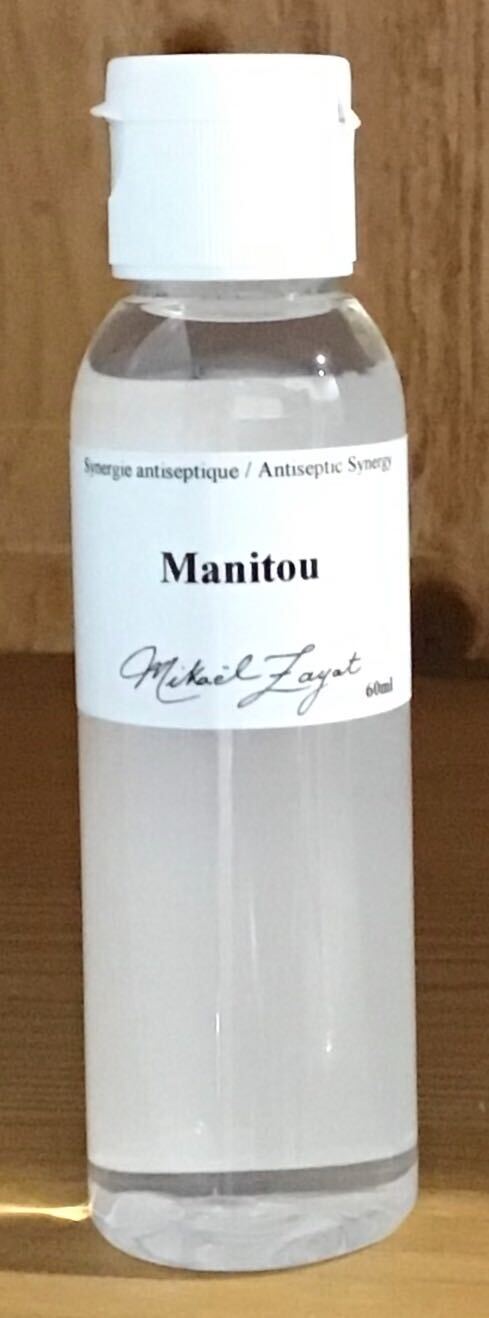 Synergie antiseptique / Antiseptic Synergy
Manitou
Mikaël Zayat
60ml